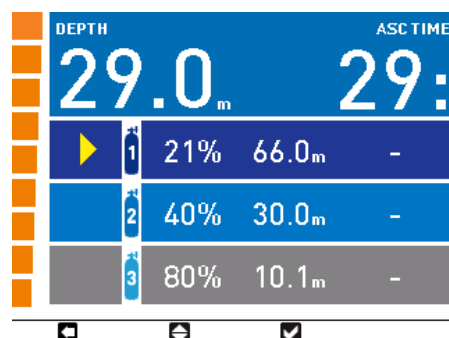 DEPTH ASC TIME
29.0m 29:
1 21% 66.0m -
2 40% 30.0m -
3 80% 10.1m -